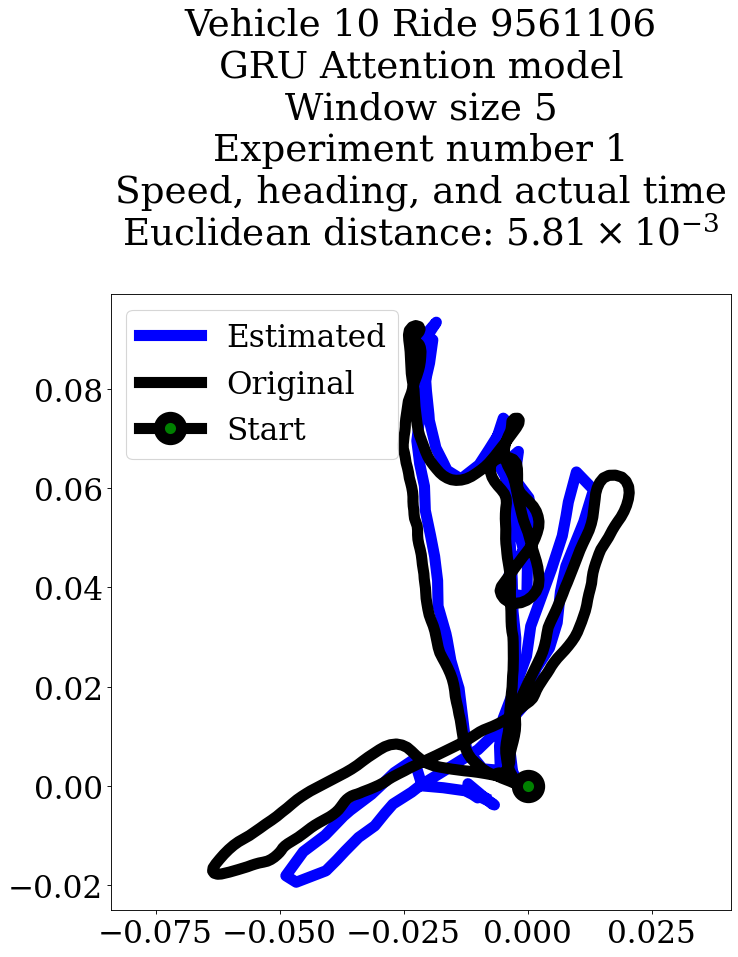 Vehicle 10 Ride 9561106
GRU Attention model
Window size 5
Experiment number 1
Speed, heading, and actual time
Euclidean distance: 5.81 × 10⁻³
Estimated
Original
Start
0.08
0.06
0.04
0.02
0.00
−0.02
−0.075 −0.050 −0.025 0.000 0.025